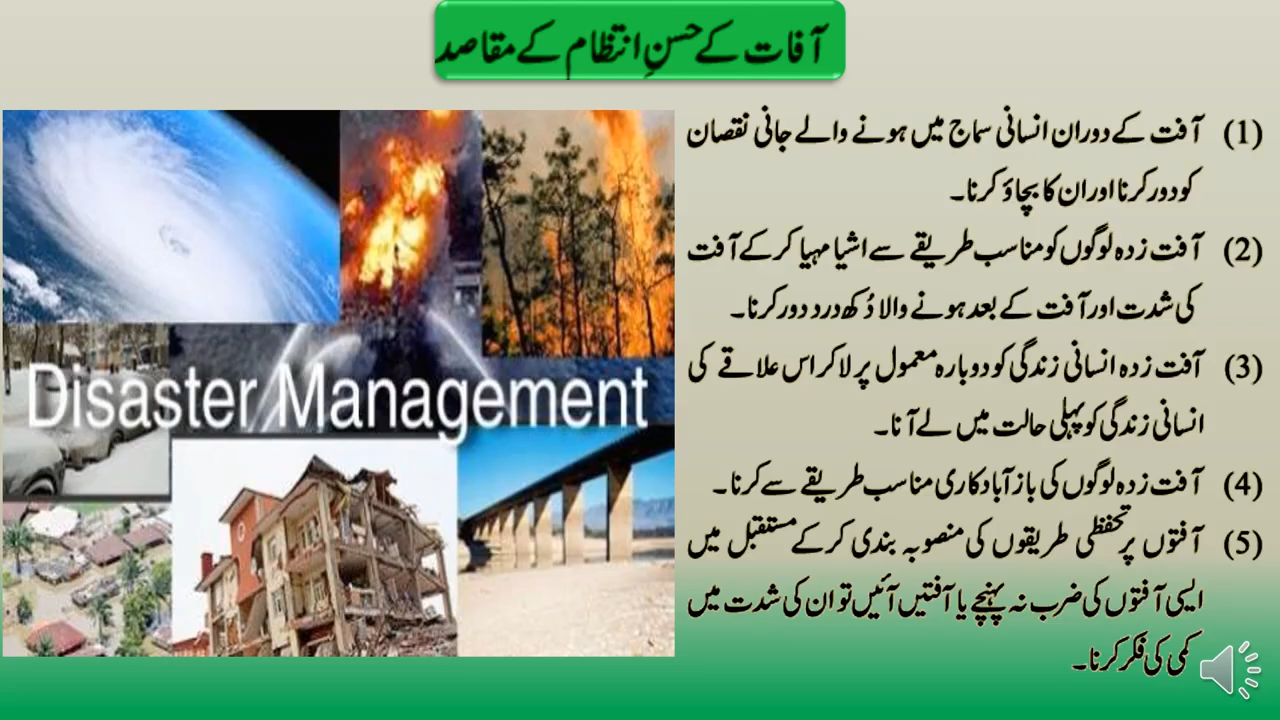 آفات کے حسنِ انتظام کے مقاصد
(1) آفت کے دوران انسانی سماج میں ہونے والے جانی نقصان
کو دور کرنا اور ان کا بچاؤ کرنا۔
(2) آفت زدہ لوگوں کو مناسب طریقے سے اشیا مہیا کر کے آفت
کی شدت اور آفت کے بعد ہونے والا دُکھ درد دور کرنا۔
(3) آفت زدہ انسانی زندگی کو دوبارہ معمول پر لا کر اس علاقے کی
انسانی زندگی کو پہلی حالت میں لے آنا۔
(4) آفت زدہ لوگوں کی باز آبادکاری مناسب طریقے سے کرنا۔
(5) آفتوں پر تحفظی طریقوں کی منصوبہ بندی کر کے مستقبل میں
ایسی آفتوں کی ضرب نہ پہنچے یا آفتیں آئیں تو ان کی شدت میں
کمی کی فکر کرنا۔
Disaster Management